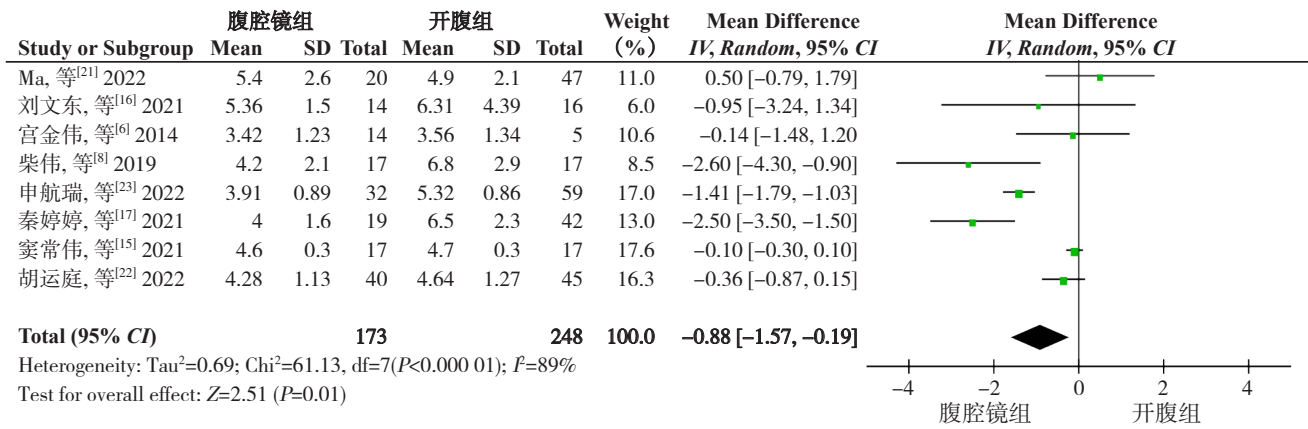 腹腔镜组 开腹组 Weight Mean Difference Mean Difference
Study or Subgroup Mean SD Total Mean SD Total （%） IV, Random, 95% CI IV, Random, 95% CI
Ma, 等[21] 2022 5.4 2.6 20 4.9 2.1 47 11.0 0.50 [−0.79, 1.79]
刘文东, 等[16] 2021 5.36 1.5 14 6.31 4.39 16 6.0 −0.95 [−3.24, 1.34]
宫金伟, 等[6] 2014 3.42 1.23 14 3.56 1.34 5 10.6 −0.14 [−1.48, 1.20
柴伟, 等[8] 2019 4.2 2.1 17 6.8 2.9 17 8.5 −2.60 [−4.30, −0.90]
申航瑞, 等[23] 2022 3.91 0.89 32 5.32 0.86 59 17.0 −1.41 [−1.79, −1.03]
秦婷婷, 等[17] 2021 4 1.6 19 6.5 2.3 42 13.0 −2.50 [−3.50, −1.50]
窦常伟, 等[15] 2021 4.6 0.3 17 4.7 0.3 17 17.6 −0.10 [−0.30, 0.10]
胡运庭, 等[22] 2022 4.28 1.13 40 4.64 1.27 45 16.3 −0.36 [−0.87, 0.15]
Total (95% CI) 173 248 100.0 −0.88 [−1.57, −0.19]
Heterogeneity: Tau²=0.69; Chi²=61.13, df=7(P<0.000 01); I²=89%
Test for overall effect: Z=2.51 (P=0.01)
−4 −2 0 2 4
腹腔镜组 开腹组